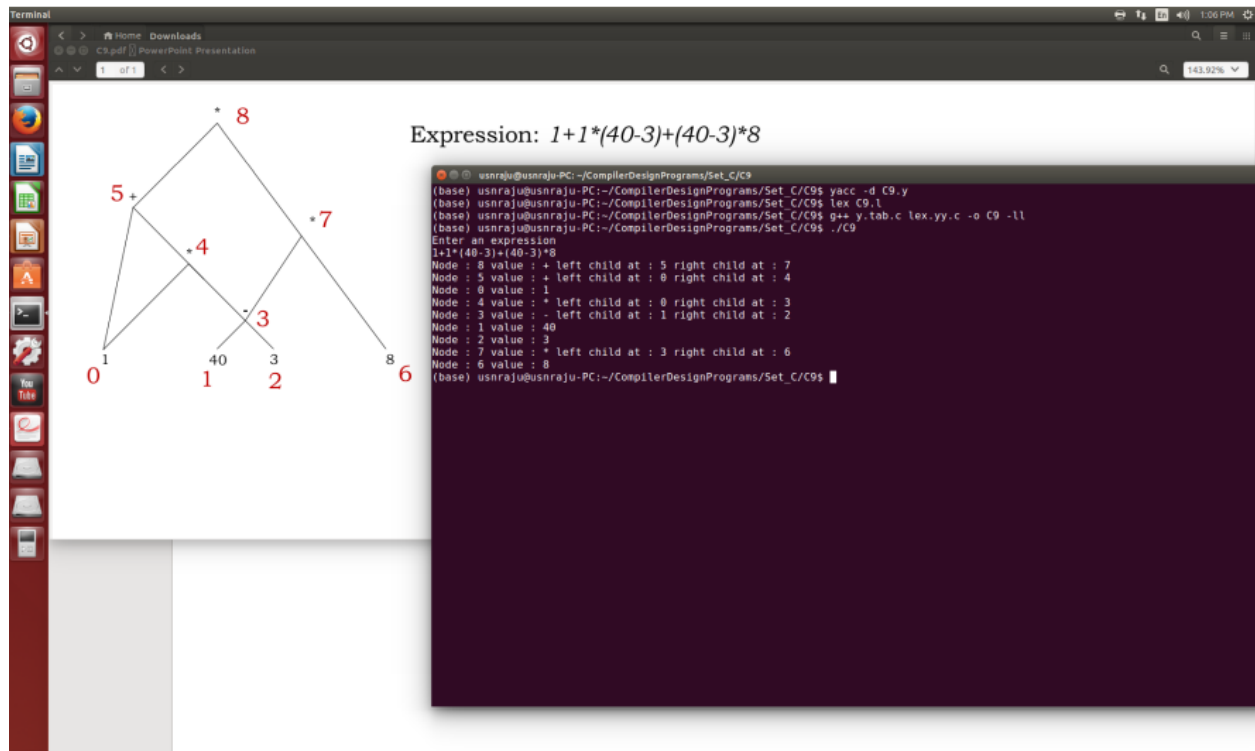 Terminal
En
1:06 PM
Home Downloads
C9.pdf PowerPoint Presentation
1 of 1
143.92%
* 8
Expression: 1+1*(40-3)+(40-3)*8
5 +
* 7
* 4
- 3
1 40 3 8
0 1 2 6
usnraju@usnraju-PC: ~/CompilerDesignPrograms/Set_C/C9
(base) usnraju@usnraju-PC:~/CompilerDesignPrograms/Set_C/C9$ yacc -d C9.y
(base) usnraju@usnraju-PC:~/CompilerDesignPrograms/Set_C/C9$ lex C9.l
(base) usnraju@usnraju-PC:~/CompilerDesignPrograms/Set_C/C9$ g++ y.tab.c lex.yy.c -o C9 -ll
(base) usnraju@usnraju-PC:~/CompilerDesignPrograms/Set_C/C9$ ./C9
Enter an expression
1+1*(40-3)+(40-3)*8
Node : 8 value : + left child at : 5 right child at : 7
Node : 5 value : + left child at : 0 right child at : 4
Node : 0 value : 1
Node : 4 value : * left child at : 0 right child at : 3
Node : 3 value : - left child at : 1 right child at : 2
Node : 1 value : 40
Node : 2 value : 3
Node : 7 value : * left child at : 3 right child at : 6
Node : 6 value : 8
(base) usnraju@usnraju-PC:~/CompilerDesignPrograms/Set_C/C9$
You
Tube